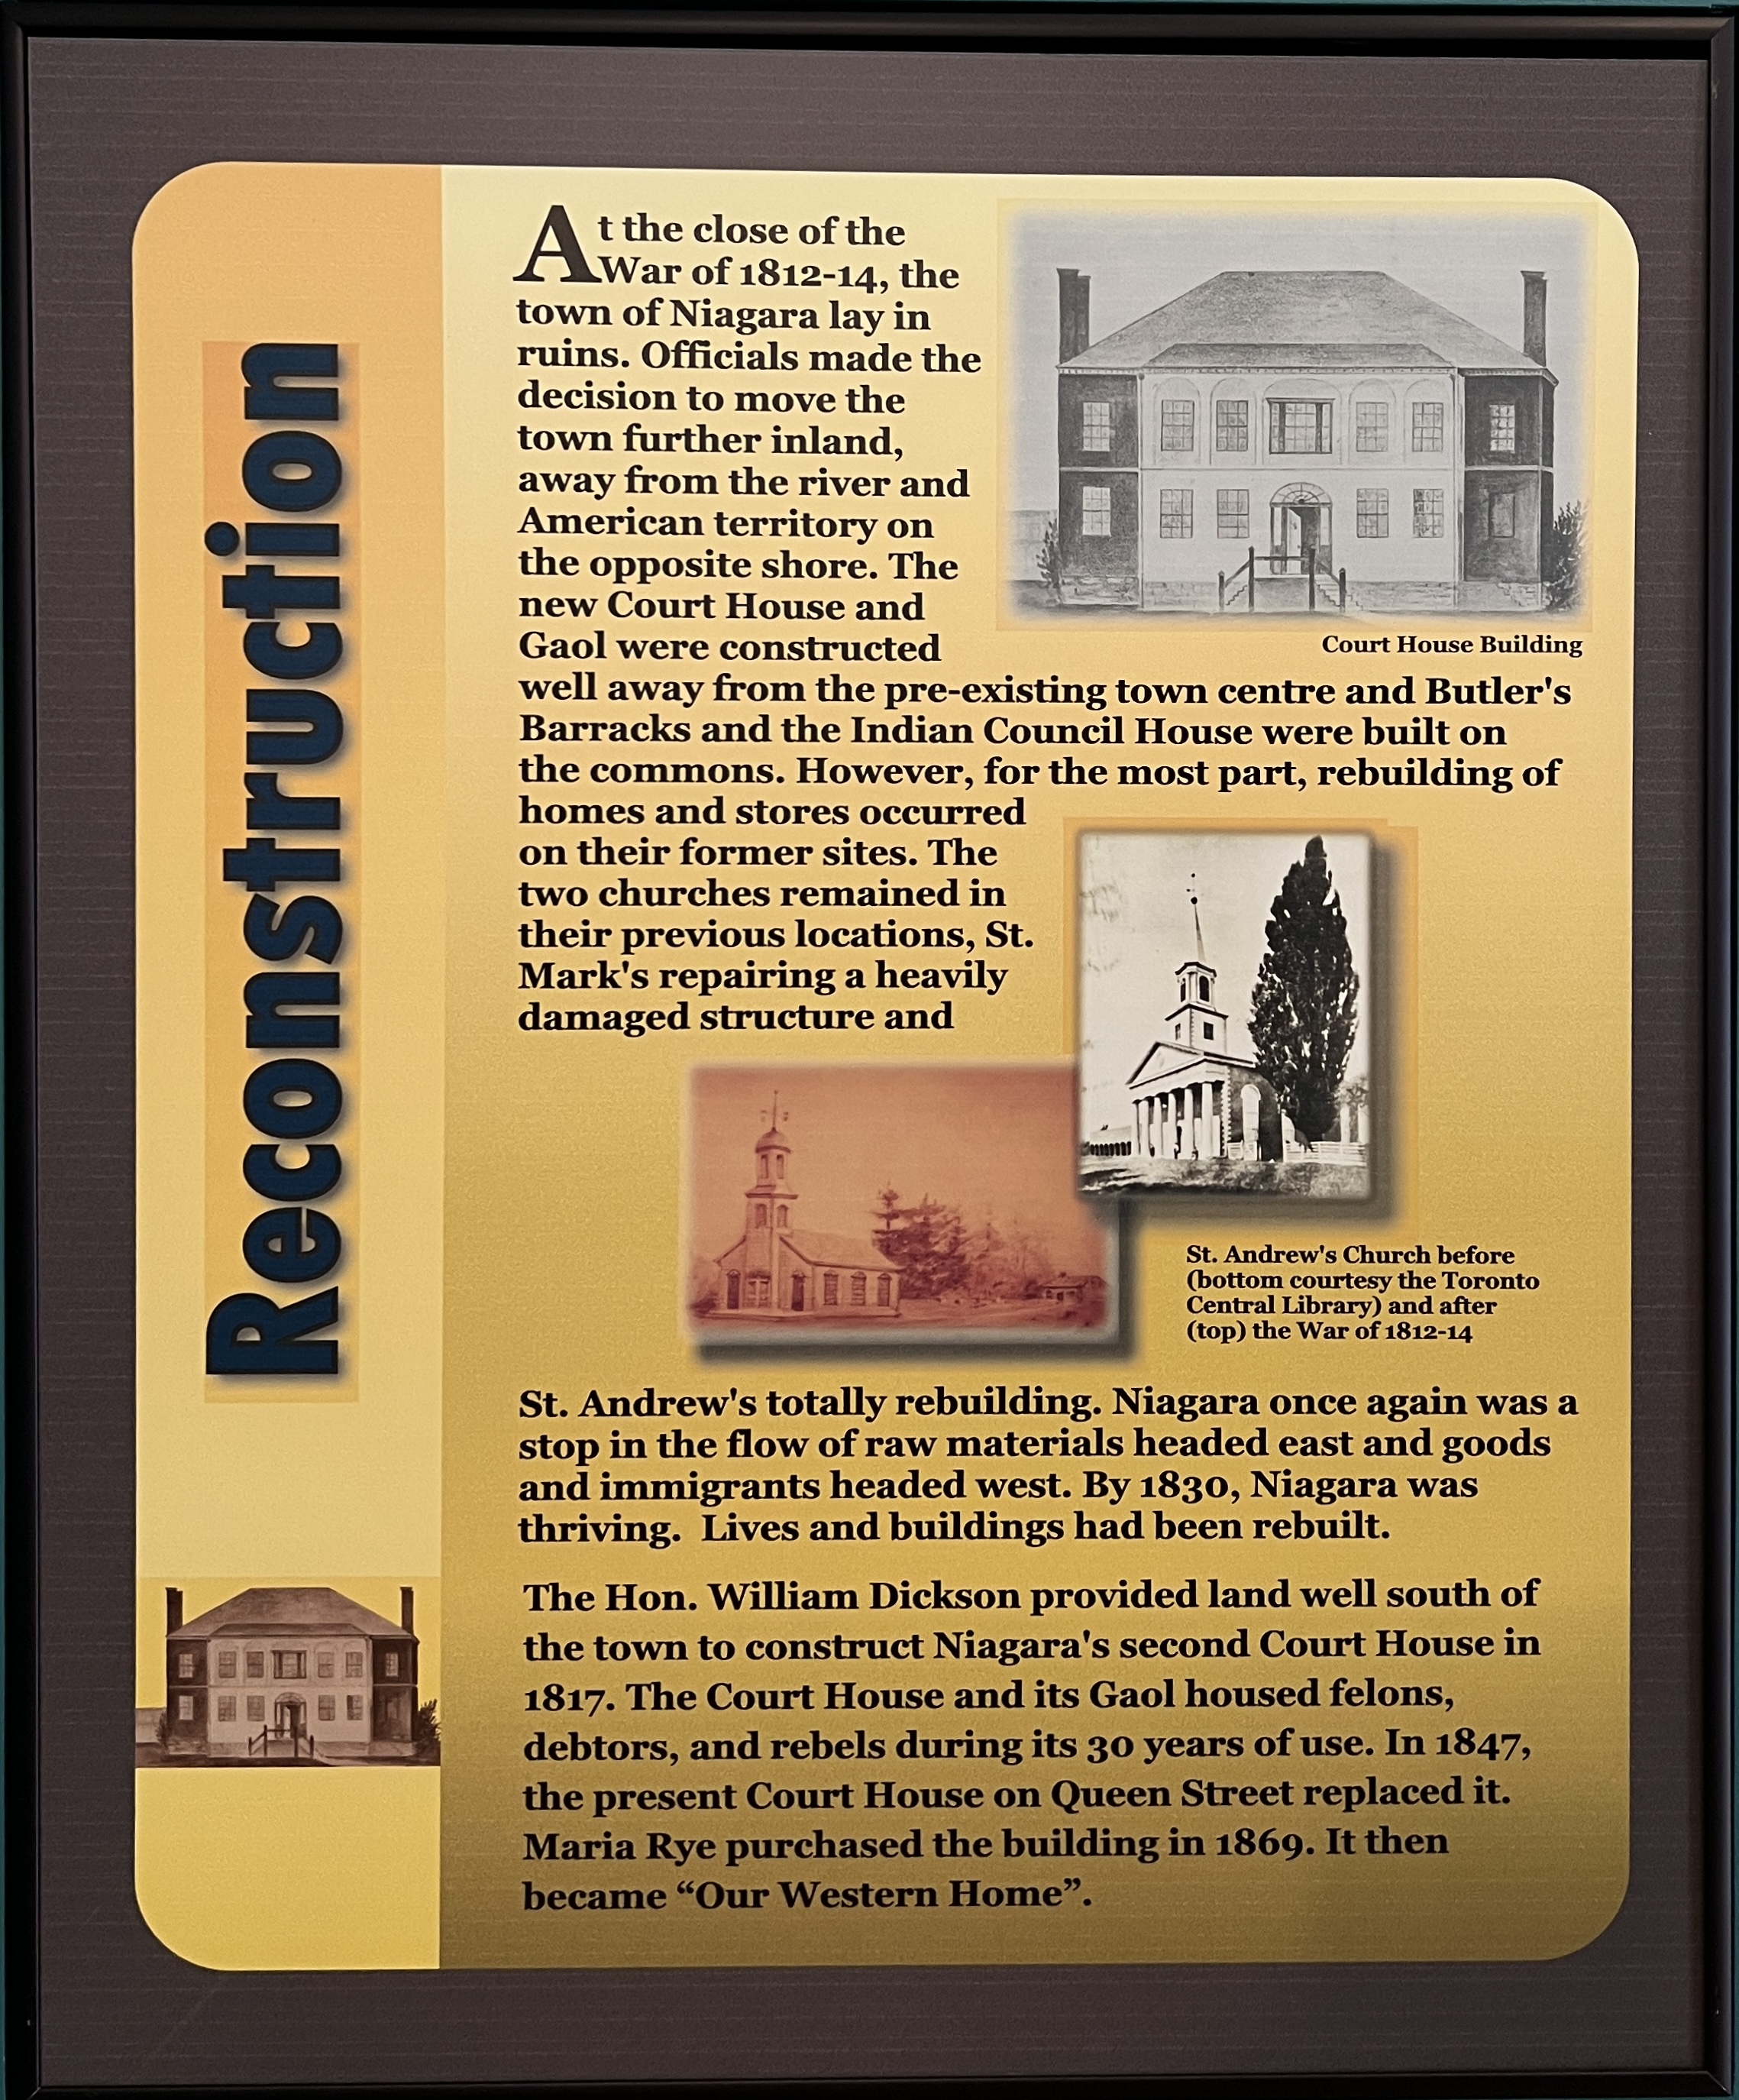 Reconstruction
At the close of the
War of 1812-14, the
town of Niagara lay in
ruins. Officials made the
decision to move the
town further inland,
away from the river and
American territory on
the opposite shore. The
new Court House and
Gaol were constructed
well away from the pre-existing town centre and Butler's
Barracks and the Indian Council House were built on
the commons. However, for the most part, rebuilding of
homes and stores occurred
on their former sites. The
two churches remained in
their previous locations, St.
Mark's repairing a heavily
damaged structure and
Court House Building
St. Andrew's Church before
(bottom courtesy the Toronto
Central Library) and after
(top) the War of 1812-14
St. Andrew's totally rebuilding. Niagara once again was a
stop in the flow of raw materials headed east and goods
and immigrants headed west. By 1830, Niagara was
thriving.  Lives and buildings had been rebuilt.
The Hon. William Dickson provided land well south of
the town to construct Niagara's second Court House in
1817. The Court House and its Gaol housed felons,
debtors, and rebels during its 30 years of use. In 1847,
the present Court House on Queen Street replaced it.
Maria Rye purchased the building in 1869. It then
became “Our Western Home”.